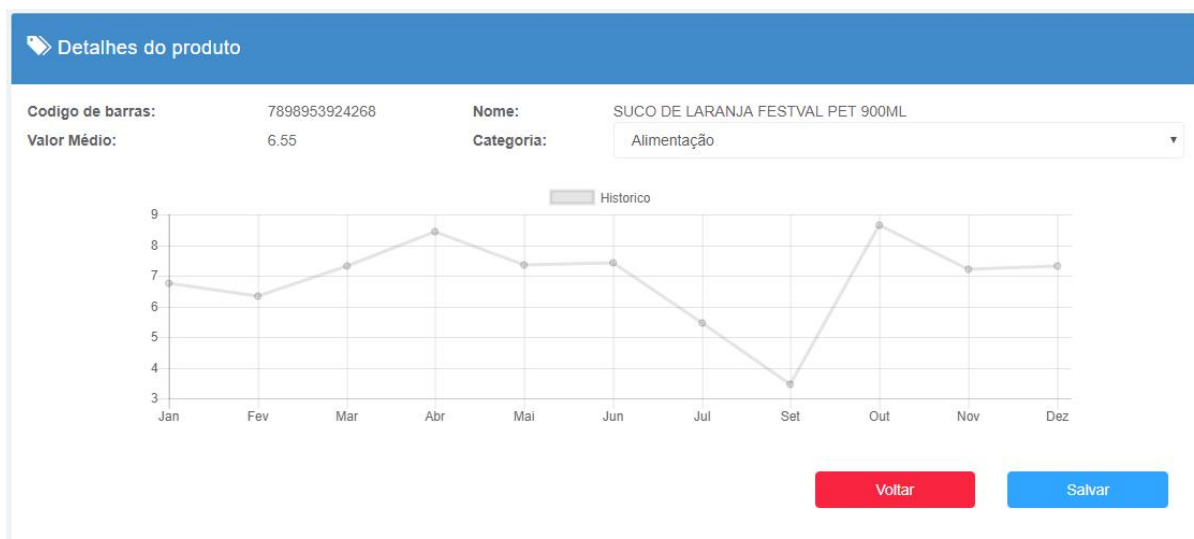 Detalhes do produto
Codigo de barras: 7898953924268 Nome: SUCO DE LARANJA FESTVAL PET 900ML
Valor Médio: 6.55 Categoria: Alimentação
Historico
9
8
7
6
5
4
3
Jan Fev Mar Abr Mai Jun Jul Set Out Nov Dez
Voltar Salvar